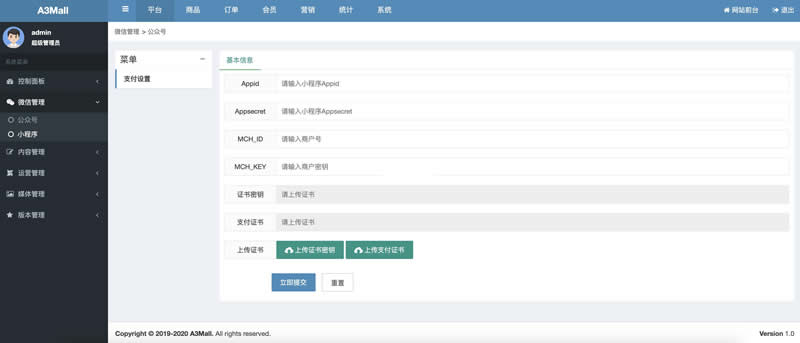 A3Mall
平台 商品 订单 会员 营销 统计 系统 网站前台 退出
admin
超级管理员
系统菜单
控制面板
微信管理
公众号
小程序
内容管理
运营管理
媒体管理
版本管理
微信管理 > 公众号
菜单
支付设置
基本信息
Appid 请输入小程序Appid
Appsecret 请输入小程序Appsecret
MCH_ID 请输入商户号
MCH_KEY 请输入商户密钥
证书密钥 请上传证书
支付证书 请上传证书
上传证书 上传证书密钥 上传支付证书
立即提交 重置
Copyright © 2019-2020 A3Mall. All rights reserved. Version 1.0